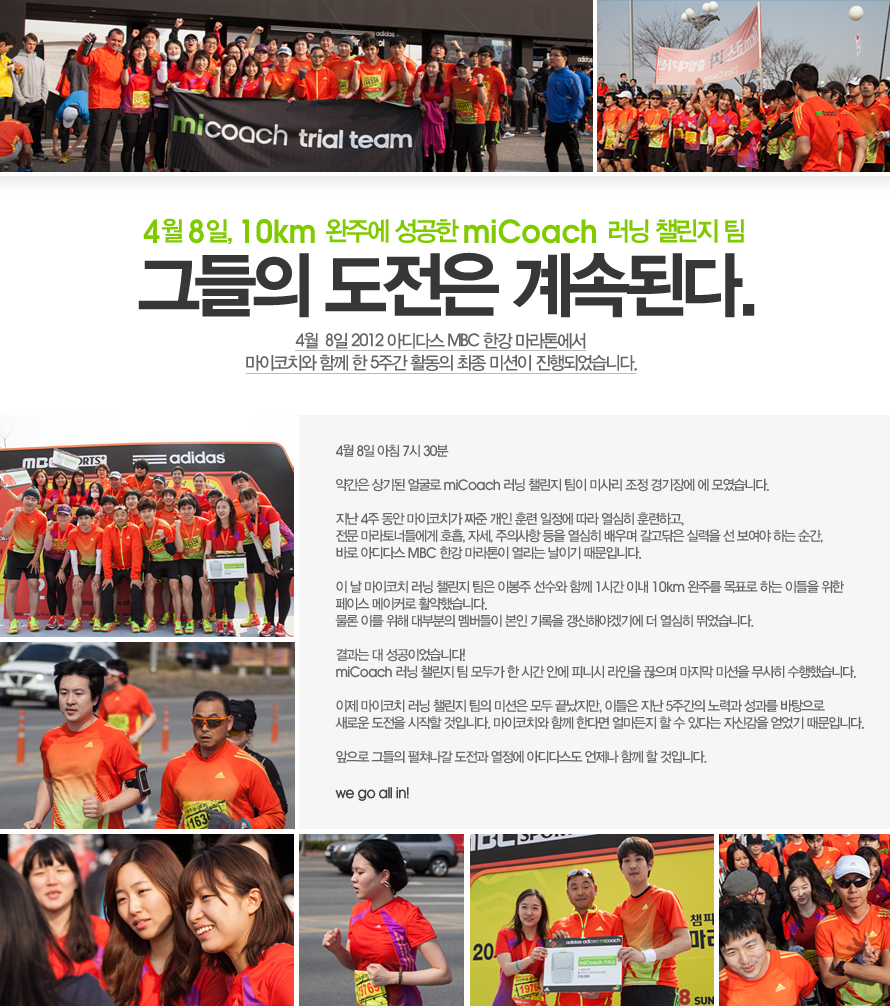 adidas
micoach trial team
4월 8일, 10km 완주에 성공한 miCoach 러닝 챌린지 팀
그들의 도전은 계속된다.
4월 8일 2012 아디다스 MBC 한강 마라톤에서
마이코치와 함께 한 5주간 활동의 최종 미션이 진행되었습니다.
adidas
4월 8일 아침 7시 30분
약간은 상기된 얼굴로 miCoach 러닝 챌린지 팀이 미사리 조정 경기장에 에 모였습니다.
지난 4주 동안 마이코치가 짜준 개인 훈련 일정에 따라 열심히 훈련하고,
전문 마라토너들에게 호흡, 자세, 주의사항 등을 열심히 배우며 갈고닦은 실력을 선 보여야 하는 순간,
바로 아디다스 MBC 한강 마라톤이 열리는 날이기 때문입니다.
이 날 마이코치 러닝 챌린지 팀은 이봉주 선수와 함께 1시간 이내 10km 완주를 목표로 하는 이들을 위한
페이스 메이커로 활약했습니다.
물론 이를 위해 대부분의 멤버들이 본인 기록을 갱신해야겠기에 더 열심히 뛰었습니다.
결과는 대 성공이었습니다!
miCoach 러닝 챌린지 팀 모두가 한 시간 안에 피니시 라인을 끊으며 마지막 미션을 무사히 수행했습니다.
이제 마이코치 러닝 챌린지 팀의 미션은 모두 끝났지만, 이들은 지난 5주간의 노력과 성과를 바탕으로
새로운 도전을 시작할 것입니다. 마이코치와 함께 한다면 얼마든지 할 수 있다는 자신감을 얻었기 때문입니다.
앞으로 그들의 펼쳐나갈 도전과 열정에 아디다스도 언제나 함께 할 것입니다.
we go all in!
챔피
마라
20
adidas micoach
8 SUN